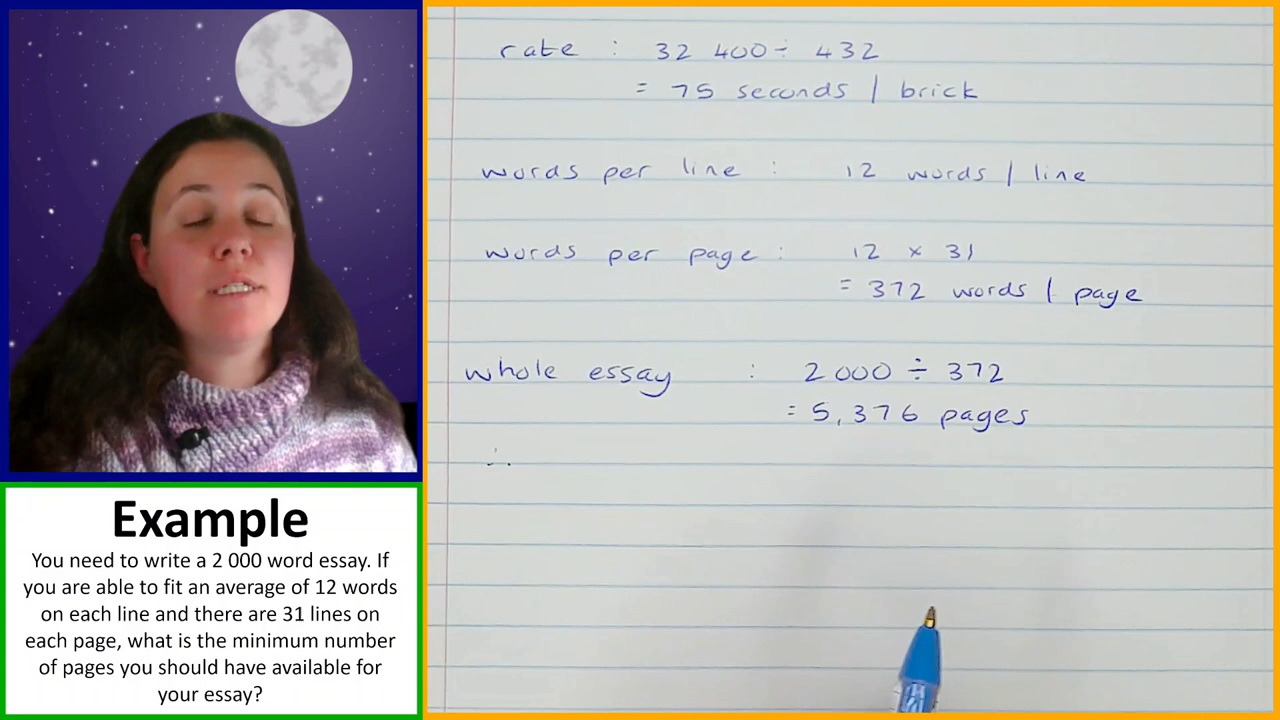 rate : 32 400 ÷ 432
= 75 seconds / brick
words per line : 12 words / line
words per page : 12 × 31
= 372 words / page
whole essay : 2 000 ÷ 372
= 5,376 pages
∴
Example
You need to write a 2 000 word essay. If
you are able to fit an average of 12 words
on each line and there are 31 lines on
each page, what is the minimum number
of pages you should have available for
your essay?